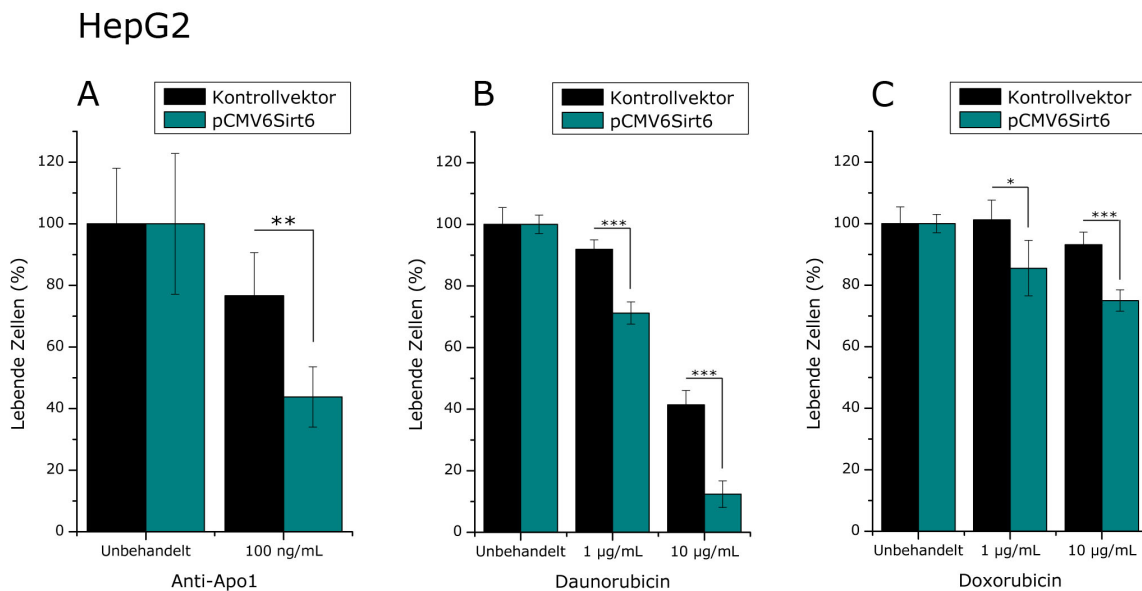 HepG2
A
Kontrollvektor
pCMV6Sirt6
Lebende Zellen (%)
120
100
80
60
40
20
0
**
Unbehandelt 100 ng/mL
Anti-Apo1
B
Kontrollvektor
pCMV6Sirt6
Lebende Zellen (%)
120
100
80
60
40
20
0
***
***
Unbehandelt 1 µg/mL 10 µg/mL
Daunorubicin
C
Kontrollvektor
pCMV6Sirt6
Lebende Zellen (%)
120
100
80
60
40
20
0
*
***
Unbehandelt 1 µg/mL 10 µg/mL
Doxorubicin